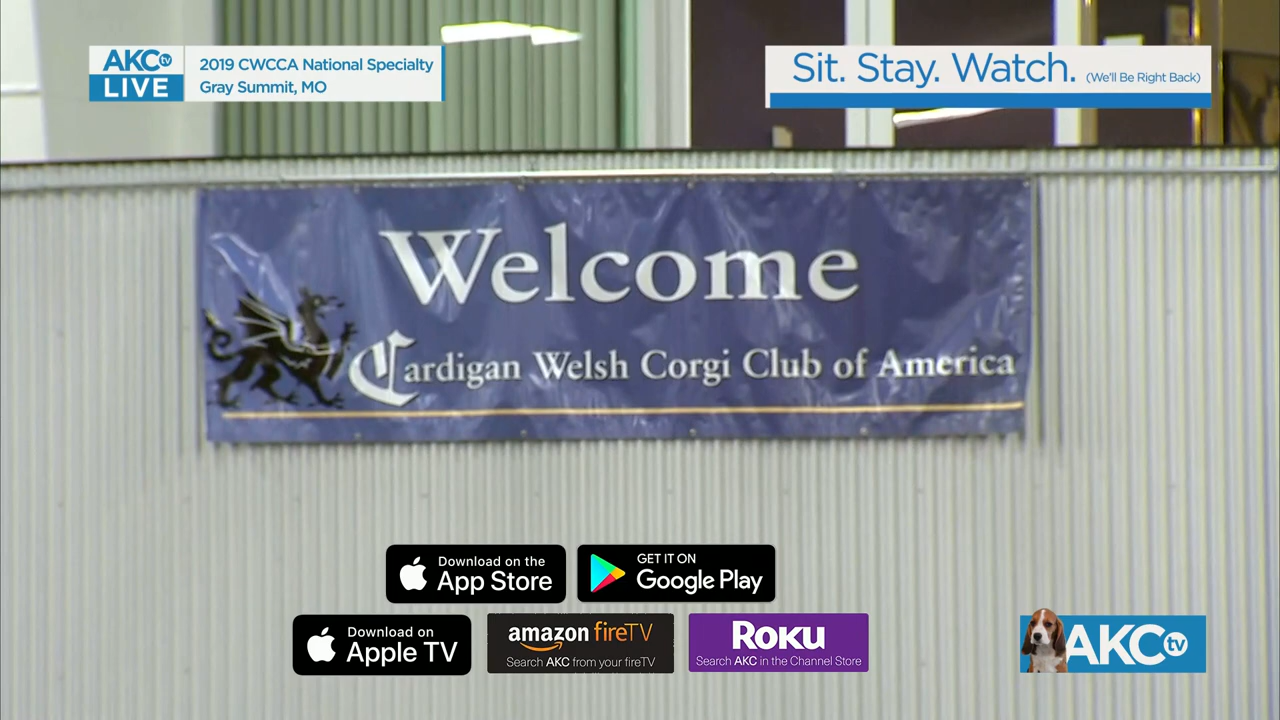 AKC tv
LIVE
2019 CWCCA National Specialty
Gray Summit, MO
Sit. Stay. Watch. (We'll Be Right Back)
Welcome
Cardigan Welsh Corgi Club of America
Download on the
App Store
GET IT ON
Google Play
Download on
Apple TV
amazon fireTV
Search AKC from your fireTV
ROKU
Search AKC in the Channel Store
AKC tv